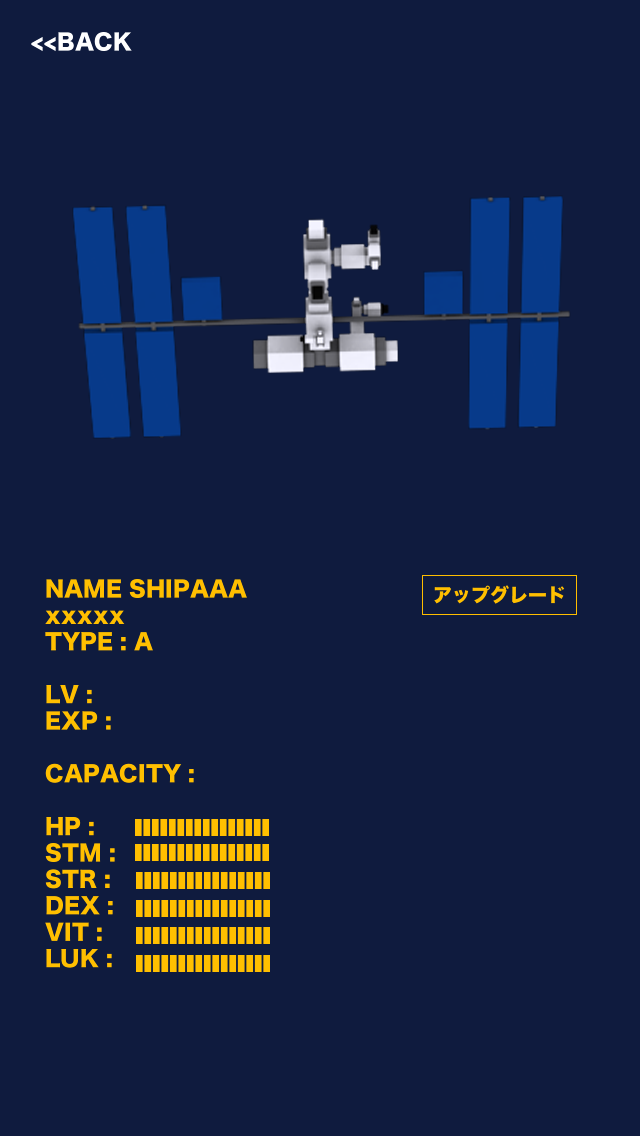 <<BACK
NAME SHIPAAA
アップグレード
xxxxx
TYPE : A
LV :
EXP :
CAPACITY :
HP :
STM :
STR :
DEX :
VIT :
LUK :